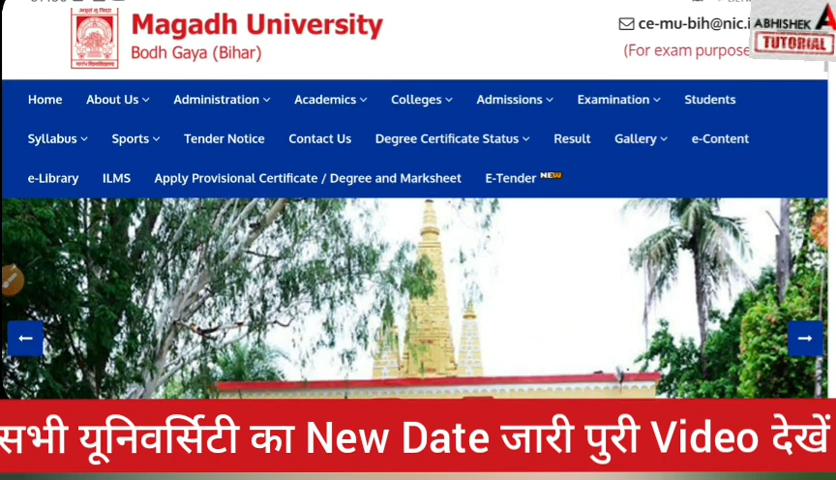 Magadh University
Bodh Gaya (Bihar)
ce-mu-bih@nic.i
(For exam purpose
ABHISHEK
TUTORIAL
Home About Us Administration Academics Colleges Admissions Examination Students
Syllabus Sports Tender Notice Contact Us Degree Certificate Status Result Gallery e-Content
e-Library ILMS Apply Provisional Certificate / Degree and Marksheet E-Tender NEW
सभी यूनिवर्सिटी का New Date जारी पुरी Video देखें